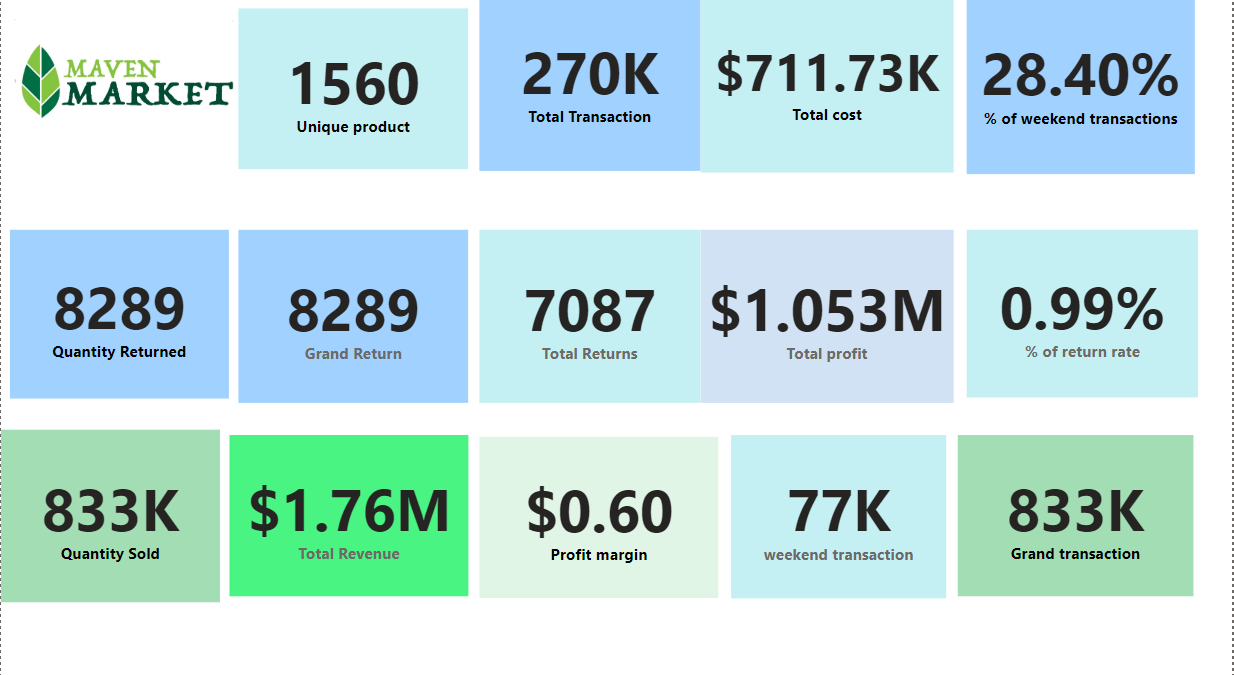 MAVEN
MARKET
1560
Unique product
270K
Total Transaction
$711.73K
Total cost
28.40%
% of weekend transactions
8289
Quantity Returned
8289
Grand Return
7087
Total Returns
$1.053M
Total profit
0.99%
% of return rate
833K
Quantity Sold
$1.76M
Total Revenue
$0.60
Profit margin
77K
weekend transaction
833K
Grand transaction